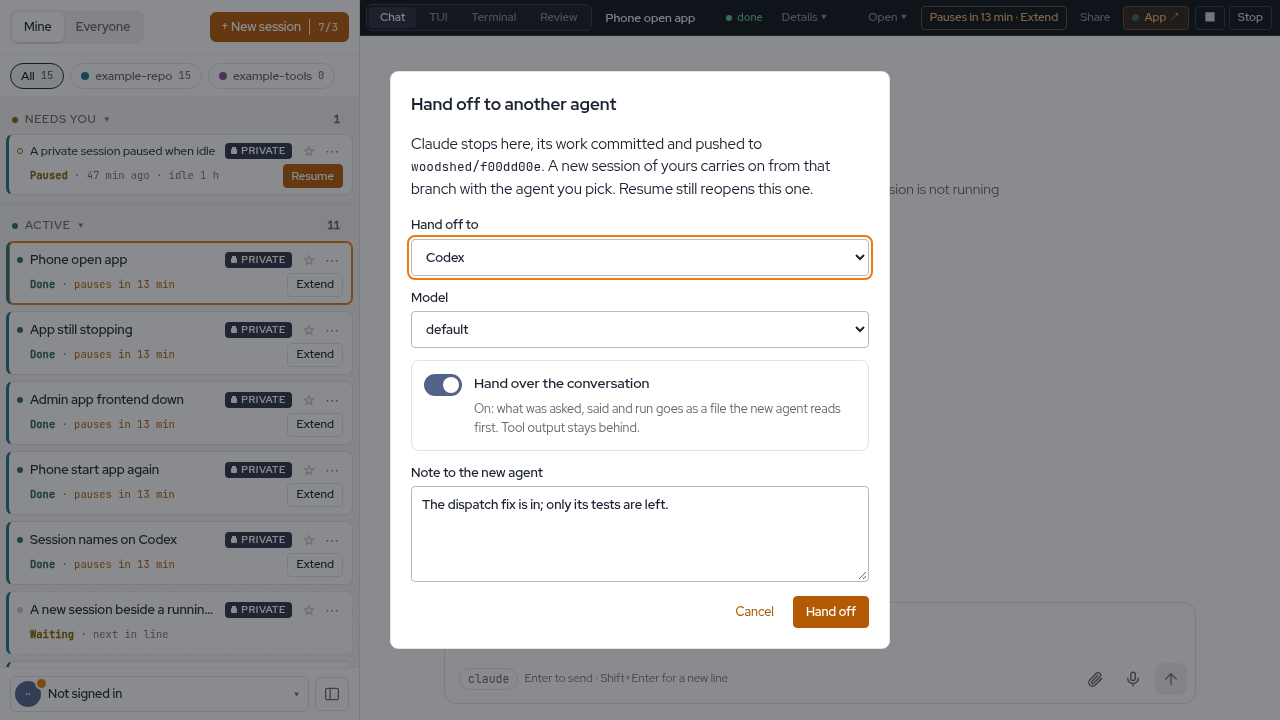 Mine
Everyone
+ New session
7/3
All 15
example-repo 15
example-tools 0
NEEDS YOU ▾
1
A private session paused when idle
PRIVATE
Paused · 47 min ago · idle 1 h
Resume
ACTIVE ▾
11
Phone open app
PRIVATE
Done · pauses in 13 min
Extend
App still stopping
PRIVATE
Done · pauses in 13 min
Extend
Admin app frontend down
PRIVATE
Done · pauses in 13 min
Extend
Phone start app again
PRIVATE
Done · pauses in 13 min
Extend
Session names on Codex
PRIVATE
Done · pauses in 13 min
Extend
A new session beside a runnin...
PRIVATE
Waiting · next in line
Not signed in
Chat
TUI
Terminal
Review
Phone open app
done
Details ▾
Open ▾
Pauses in 13 min · Extend
Share
App ↗
Stop
sion is not running
Hand off to another agent
Claude stops here, its work committed and pushed to
woodshed/f00dd00e. A new session of yours carries on from that
branch with the agent you pick. Resume still reopens this one.
Hand off to
Codex
Model
default
Hand over the conversation
On: what was asked, said and run goes as a file the new agent reads
first. Tool output stays behind.
Note to the new agent
The dispatch fix is in; only its tests are left.
Cancel
Hand off
claude
Enter to send · Shift+Enter for a new line